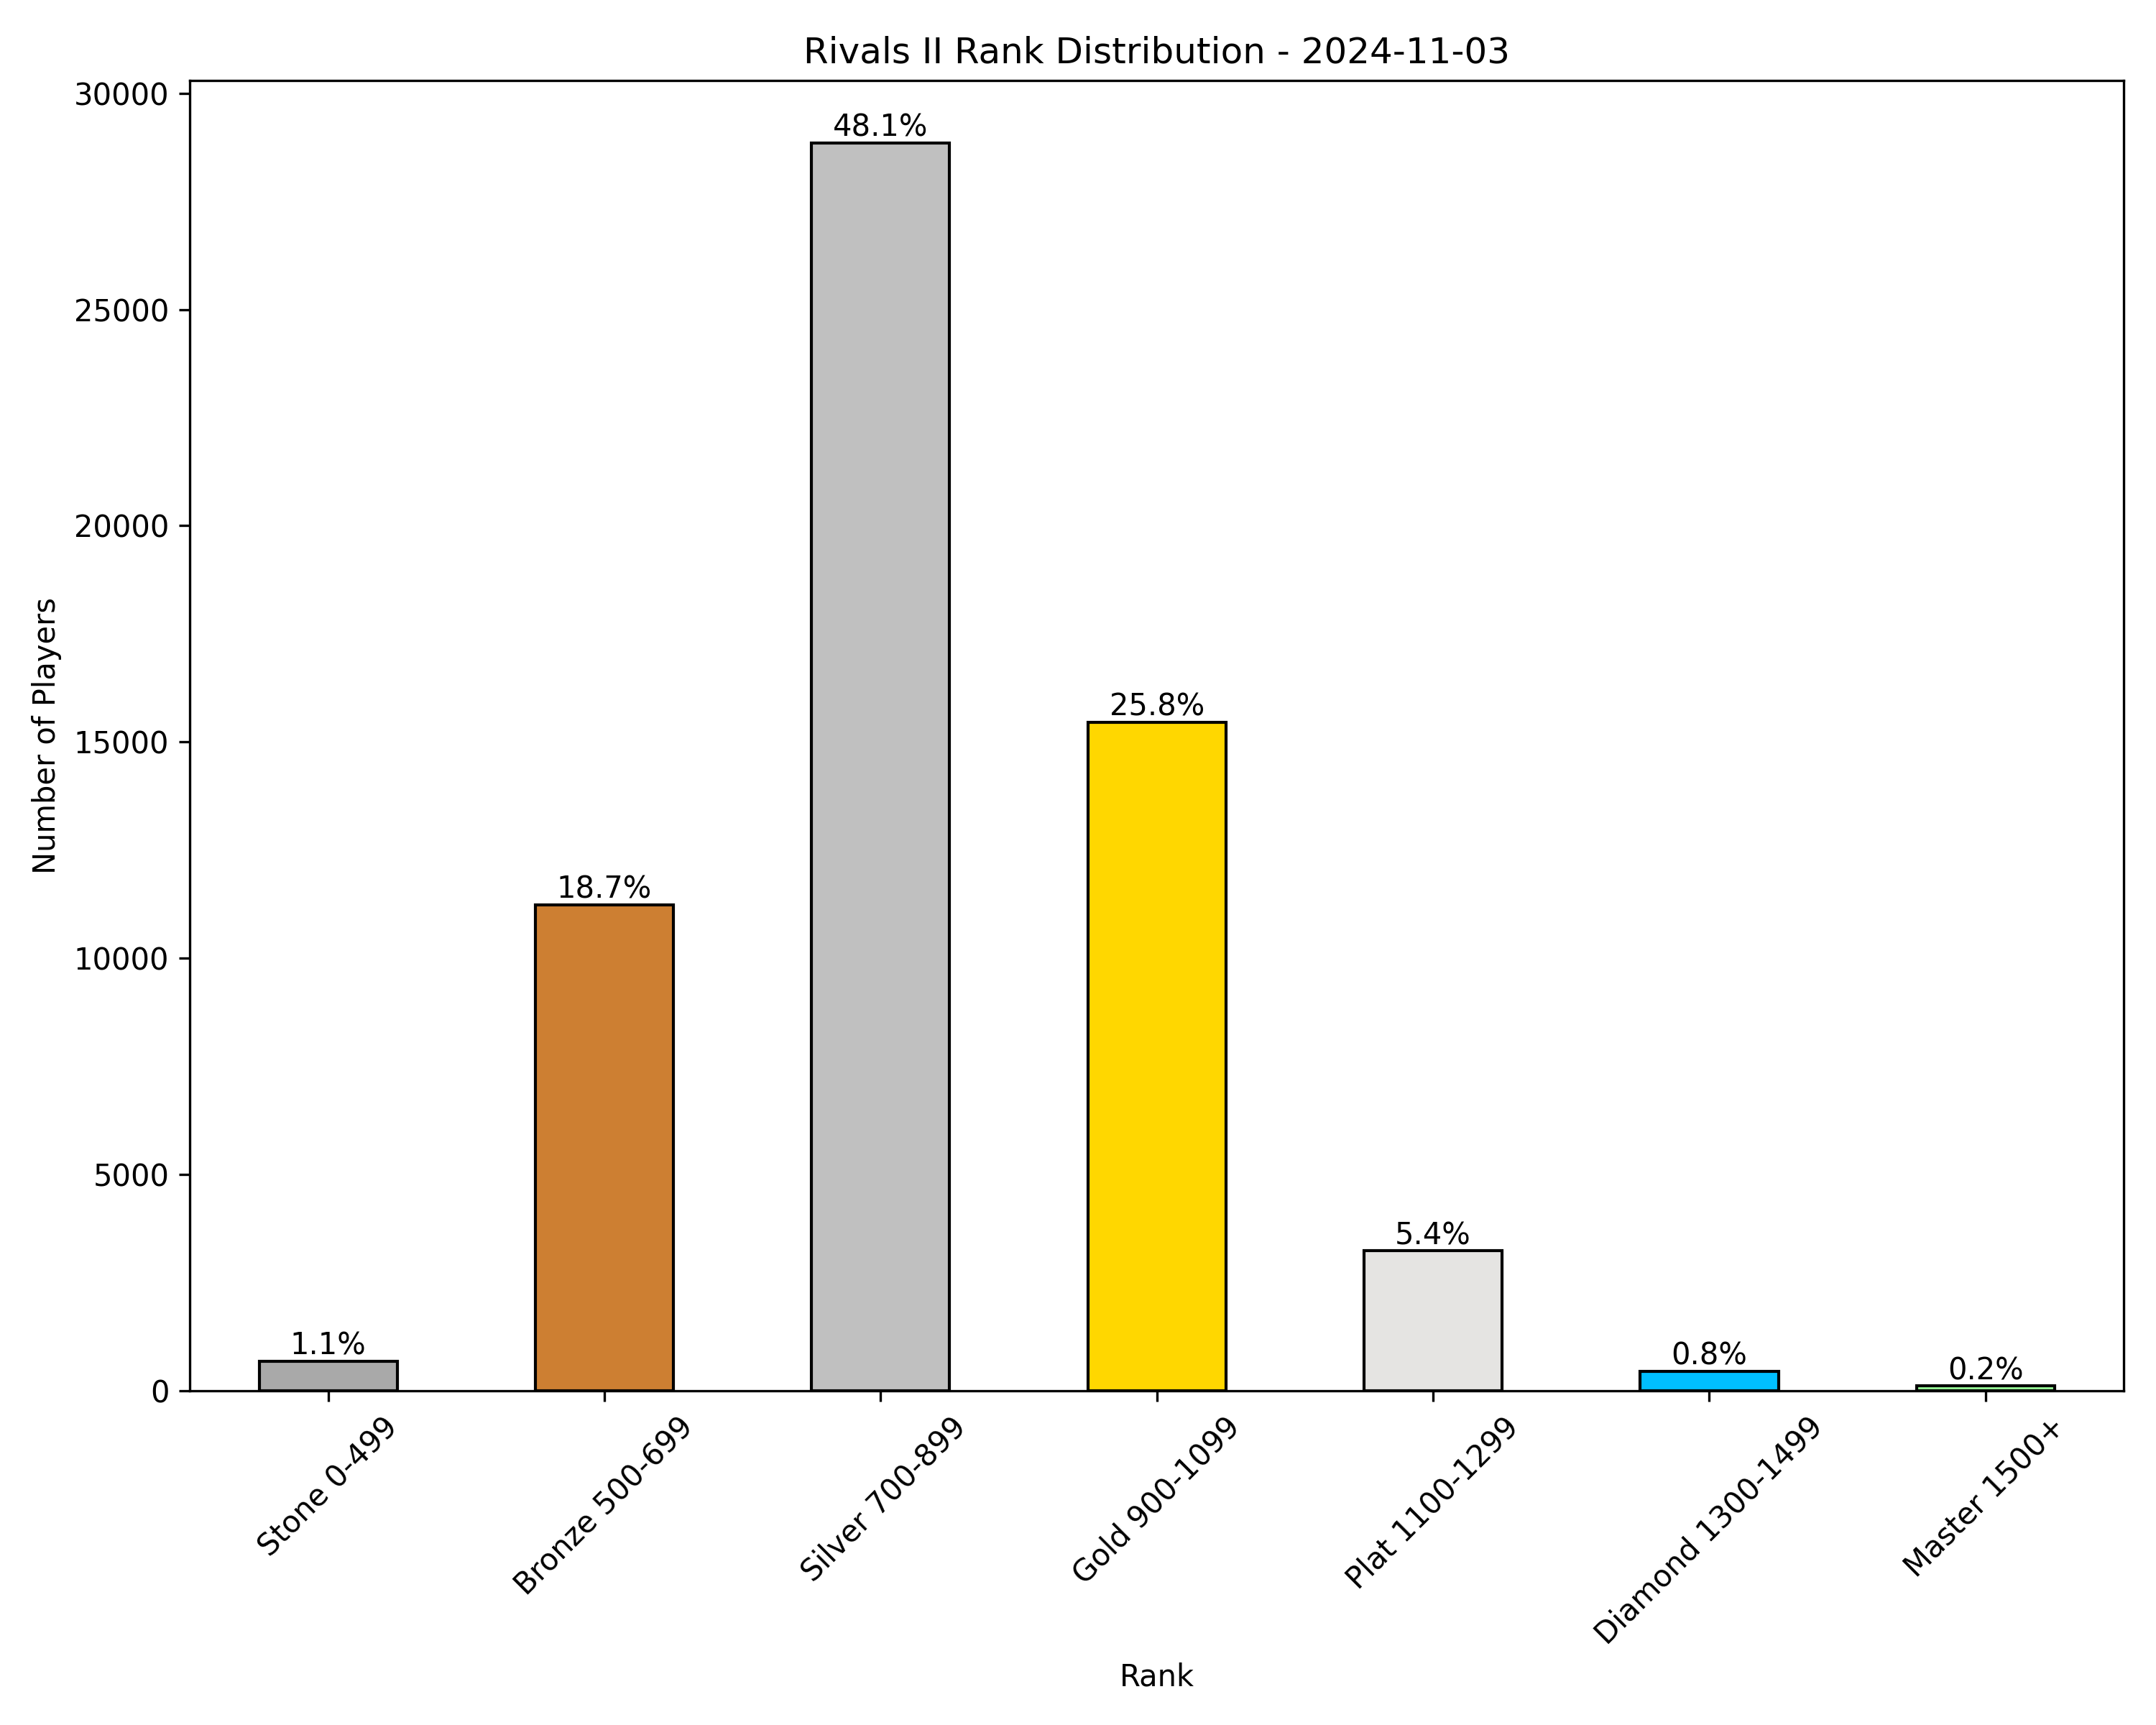 Rivals II Rank Distribution - 2024-11-03
30000
25000
20000
15000
10000
5000
0
Number of Players
1.1%
18.7%
48.1%
25.8%
5.4%
0.8%
0.2%
Stone 0-499
Bronze 500-699
Silver 700-899
Gold 900-1099
Plat 1100-1299
Diamond 1300-1499
Master 1500+
Rank